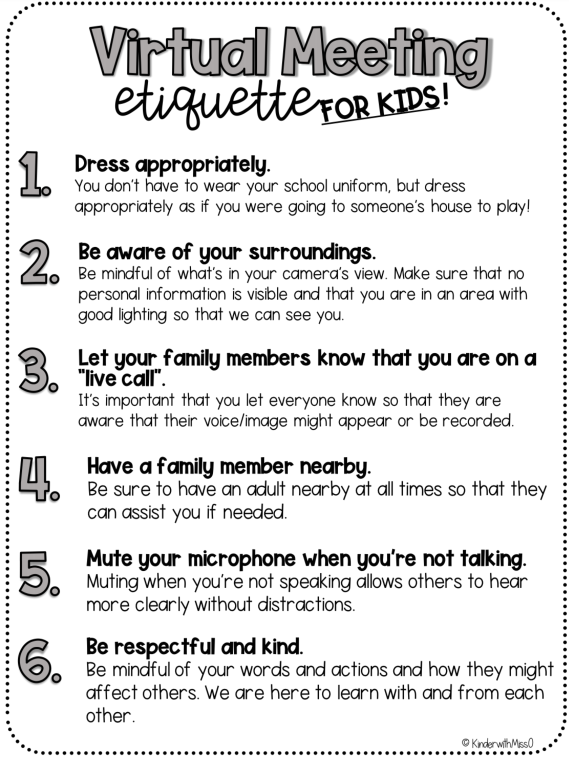 Virtual Meeting
etiquette FOR KIDS!
1. Dress appropriately.
You don't have to wear your school uniform, but dress
appropriately as if you were going to someone's house to play!
2. Be aware of your surroundings.
Be mindful of what's in your camera's view. Make sure that no
personal information is visible and that you are in an area with
good lighting so that we can see you.
3. Let your family members know that you are on a
"live call".
It's important that you let everyone know so that they are
aware that their voice/image might appear or be recorded.
4. Have a family member nearby.
Be sure to have an adult nearby at all times so that they
can assist you if needed.
5. Mute your microphone when you're not talking.
Muting when you're not speaking allows others to hear
more clearly without distractions.
6. Be respectful and kind.
Be mindful of your words and actions and how they might
affect others. We are here to learn with and from each
other.
© KinderwithMissO